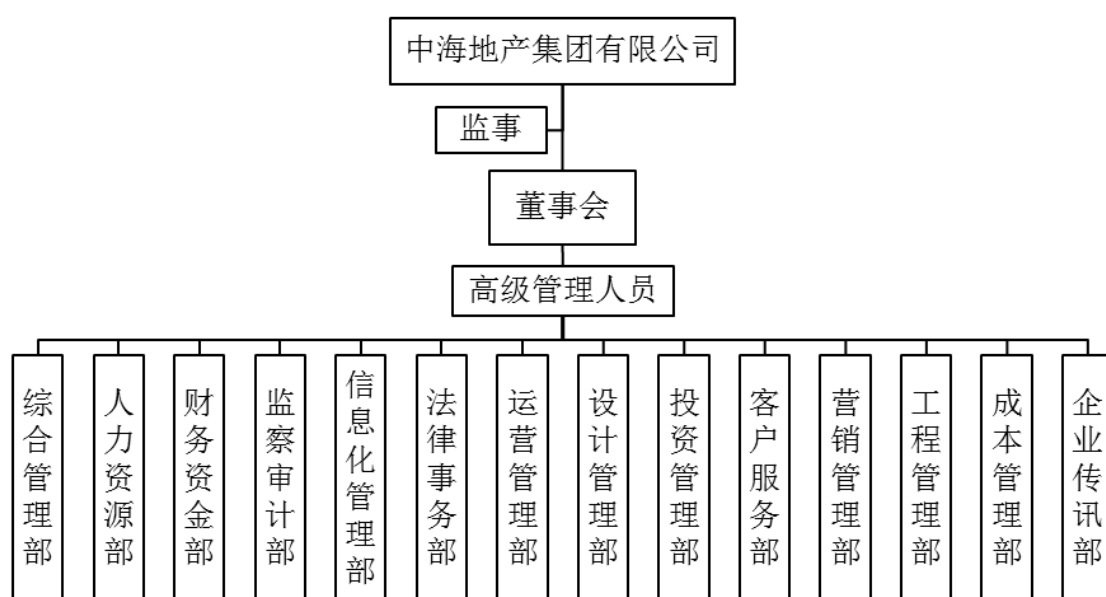 中海地产集团有限公司
监事
董事会
高级管理人员
综合管理部
人力资源部
财务资金部
监察审计部
信息化管理部
法律事务部
运营管理部
设计管理部
投资管理部
客户服务部
营销管理部
工程管理部
成本管理部
企业传讯部